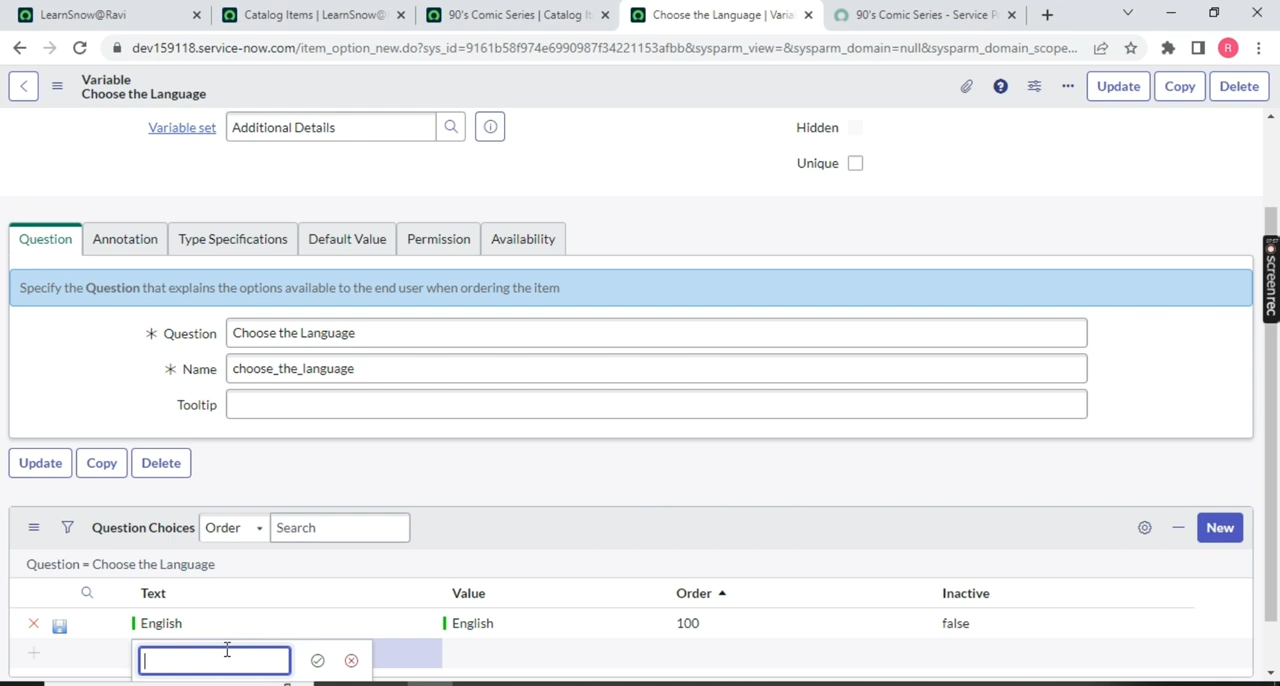 LearnSnow@Ravi
Catalog Items | LearnSnow@
90's Comic Series | Catalog It
Choose the Language | Varia
90's Comic Series - Service P
dev159118.service-now.com/item_option_new.do?sys_id=9161b58f974e6990987f34221153afbb&sysparm_view=&sysparm_domain=null&sysparm_domain_scope...
R
Variable
Choose the Language
Update
Copy
Delete
Variable set
Additional Details
Hidden
Unique
Question
Annotation
Type Specifications
Default Value
Permission
Availability
Specify the Question that explains the options available to the end user when ordering the item
Question
Choose the Language
Name
choose_the_language
Tooltip
Update
Copy
Delete
Question Choices
Order
Search
New
Question = Choose the Language
Text
Value
Order
Inactive
English
English
100
false
screenrec